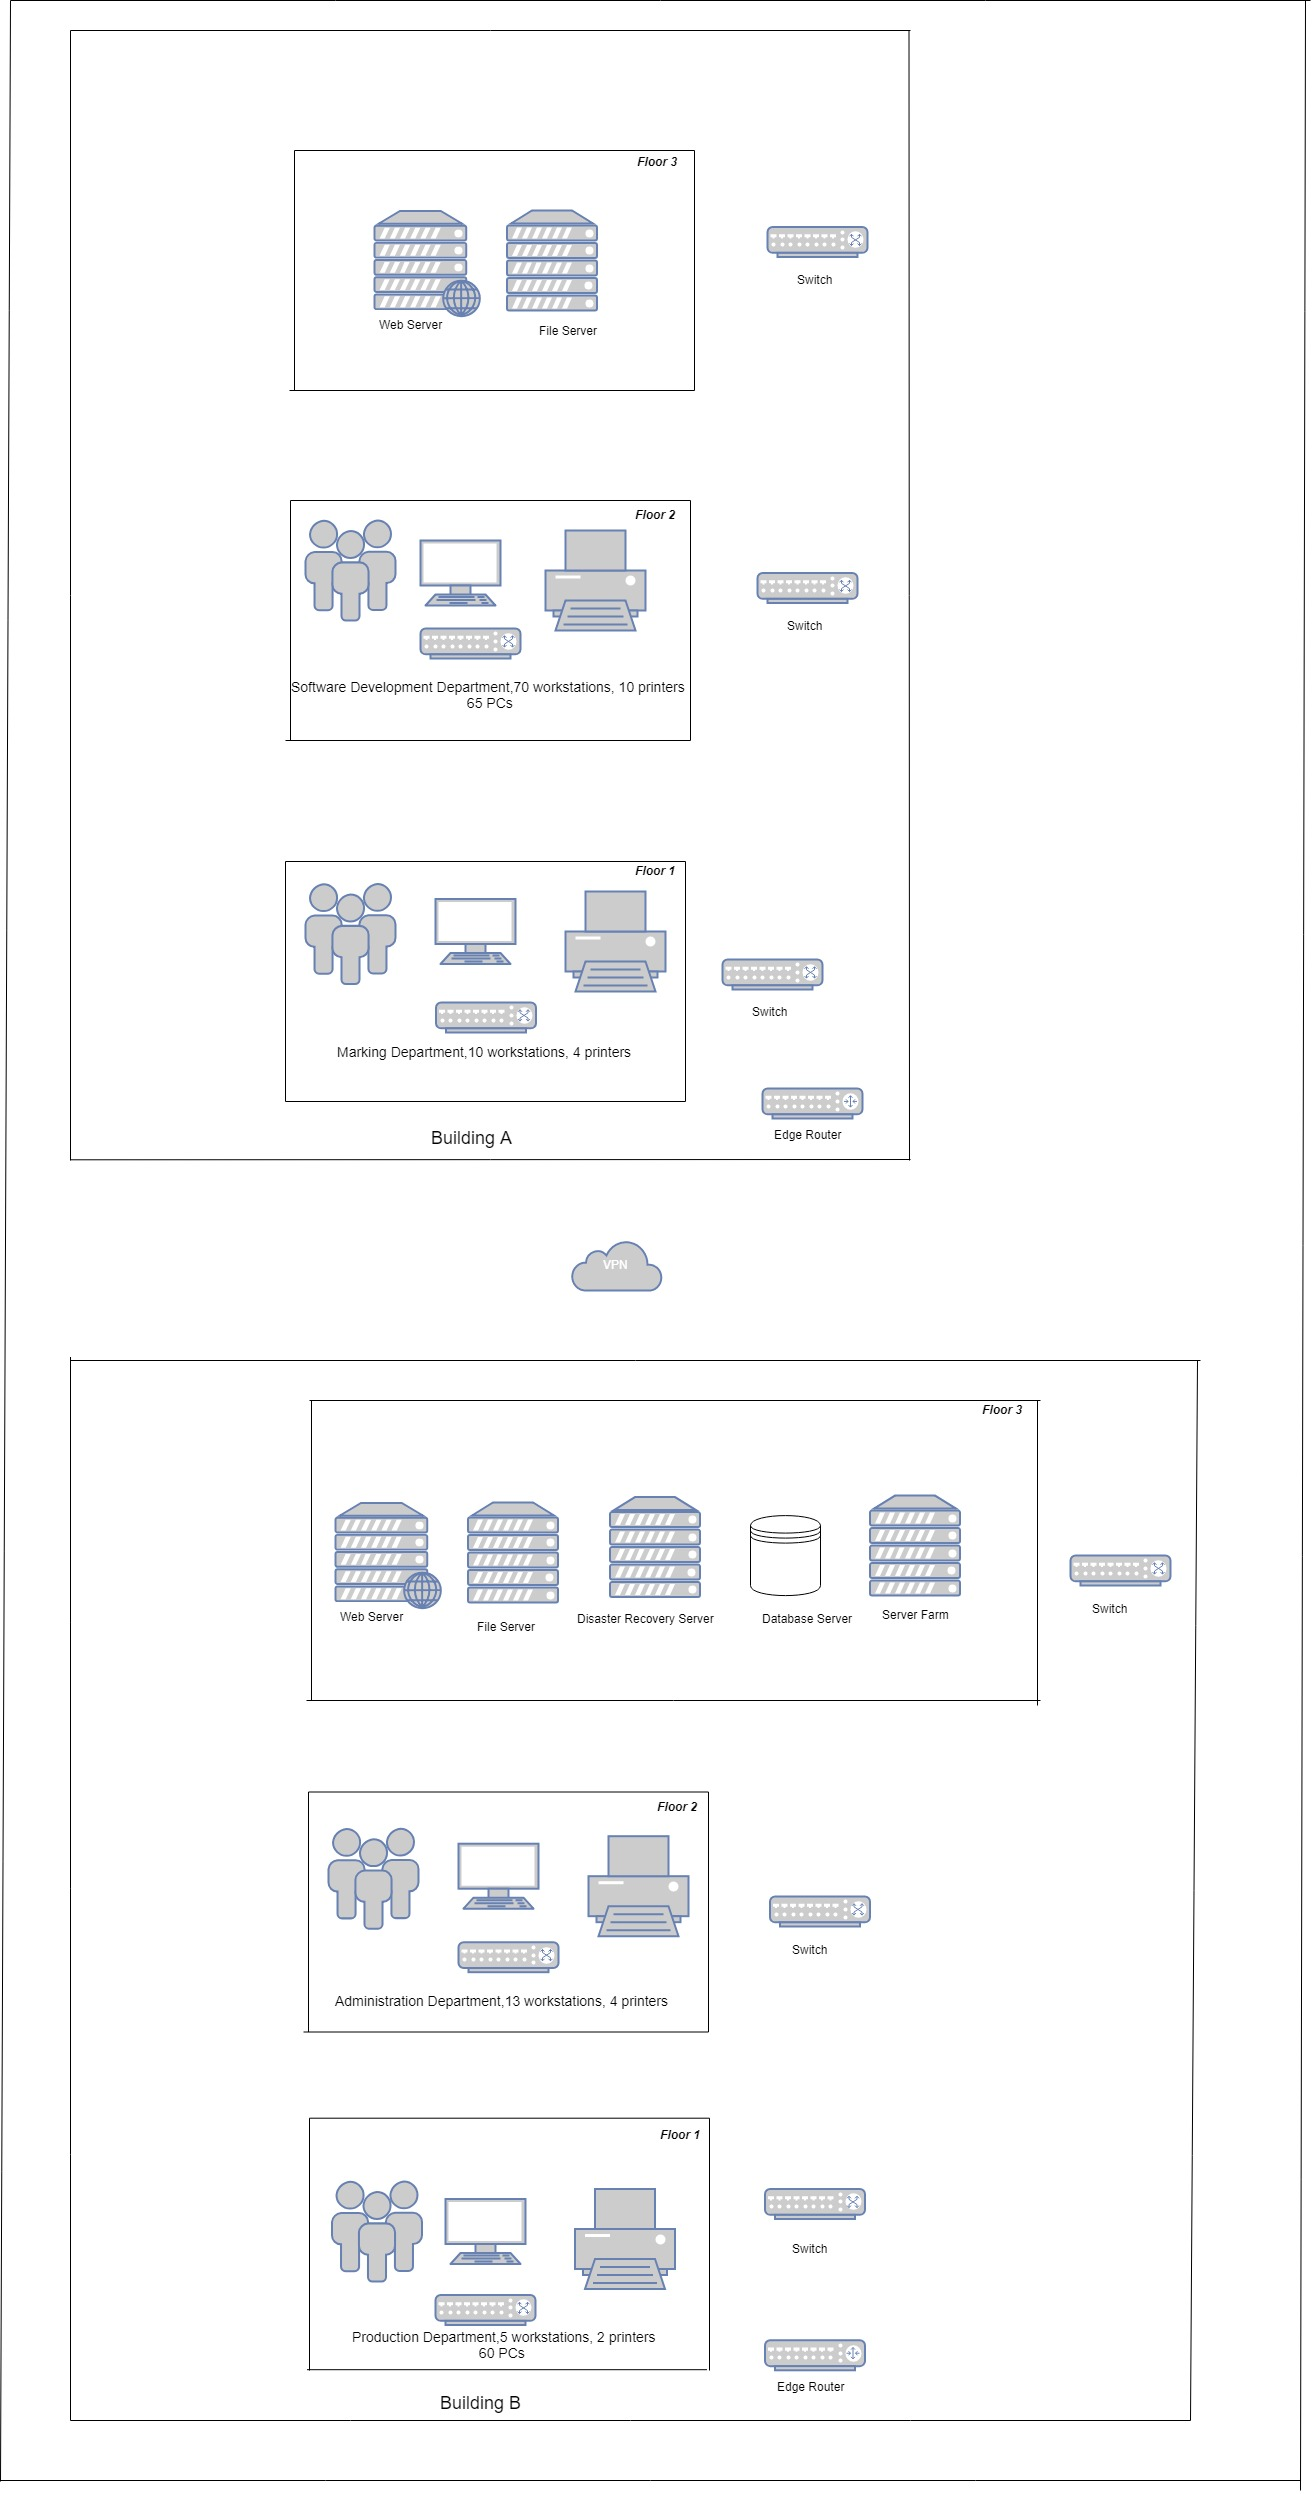 Floor 3
Web Server
File Server
Switch
Floor 2
Software Development Department,70 workstations, 10 printers
65 PCs
Switch
Floor 1
Marking Department,10 workstations, 4 printers
Switch
Edge Router
Building A
VPN
Floor 3
Web Server
File Server
Disaster Recovery Server
Database Server
Server Farm
Switch
Floor 2
Administration Department,13 workstations, 4 printers
Switch
Floor 1
Production Department,5 workstations, 2 printers
60 PCs
Switch
Edge Router
Building B